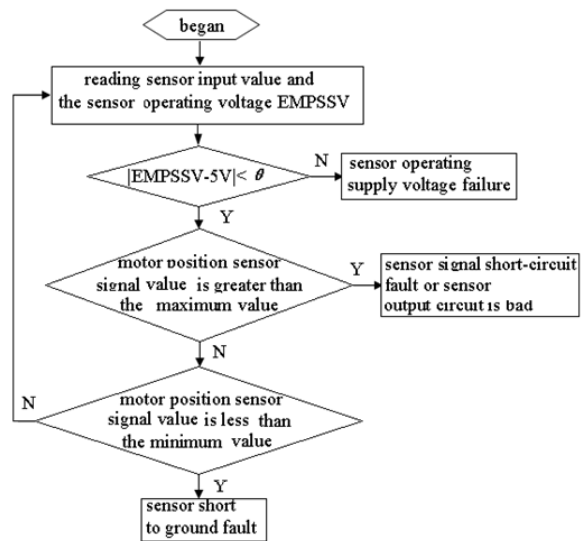 began
reading sensor input value and
the sensor operating voltage EMPSSV
|EMPSSV-5V|< θ
N
sensor operating
supply voltage failure
Y
motor position sensor
signal value is greater than
the maximum value
Y
sensor signal short-circuit
fault or sensor
output circuit is bad
N
motor position sensor
signal value is less than
the minimum value
N
Y
sensor short
to ground fault